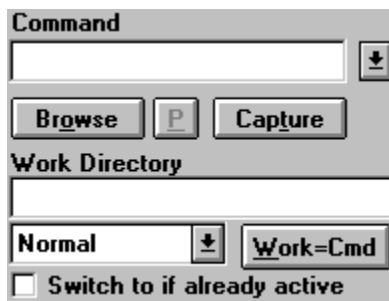 Command
Browse P Capture
Work Directory
Normal Work=Cmd
Switch to if already active